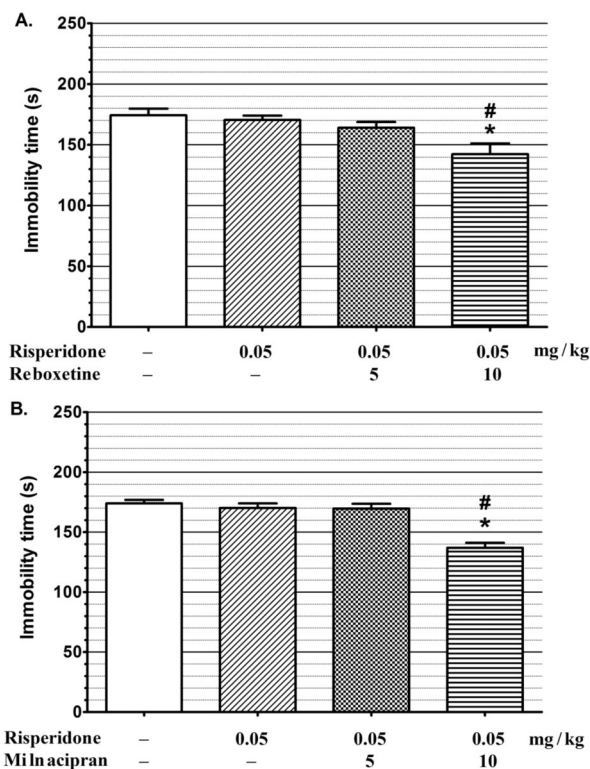 A.
250
200
150
100
50
0
Immobility time (s)
#
*
Risperidone – 0.05 0.05 0.05 mg / kg
Reboxetine – – 5 10
B.
250
200
150
100
50
0
Immobility time (s)
#
*
Risperidone – 0.05 0.05 0.05 mg / kg
Milnacipran – – 5 10